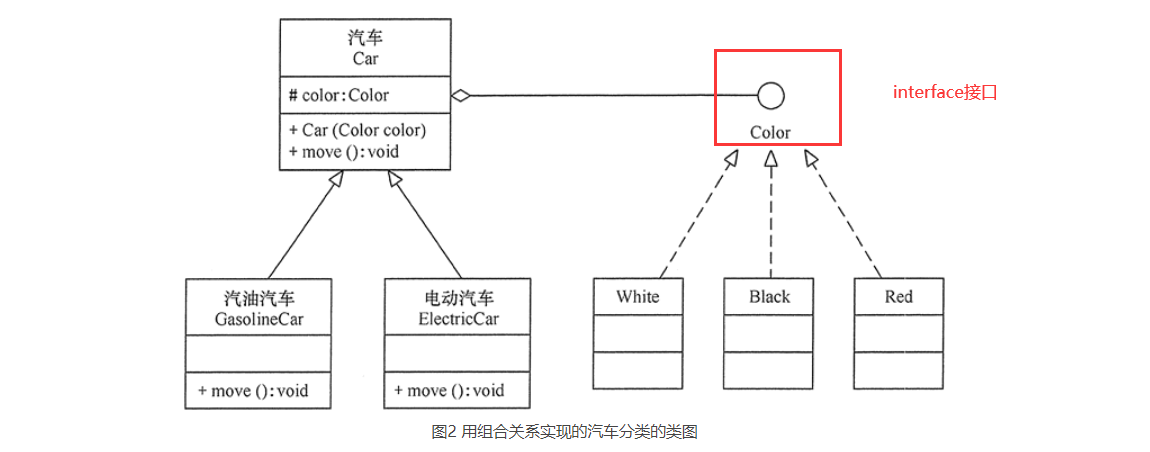 汽车
Car
# color:Color
+ Car (Color color)
+ move ():void
Color
interface接口
汽油汽车
GasolineCar
+ move ():void
电动汽车
ElectricCar
+ move ():void
White
Black
Red
图2 用组合关系实现的汽车分类的类图